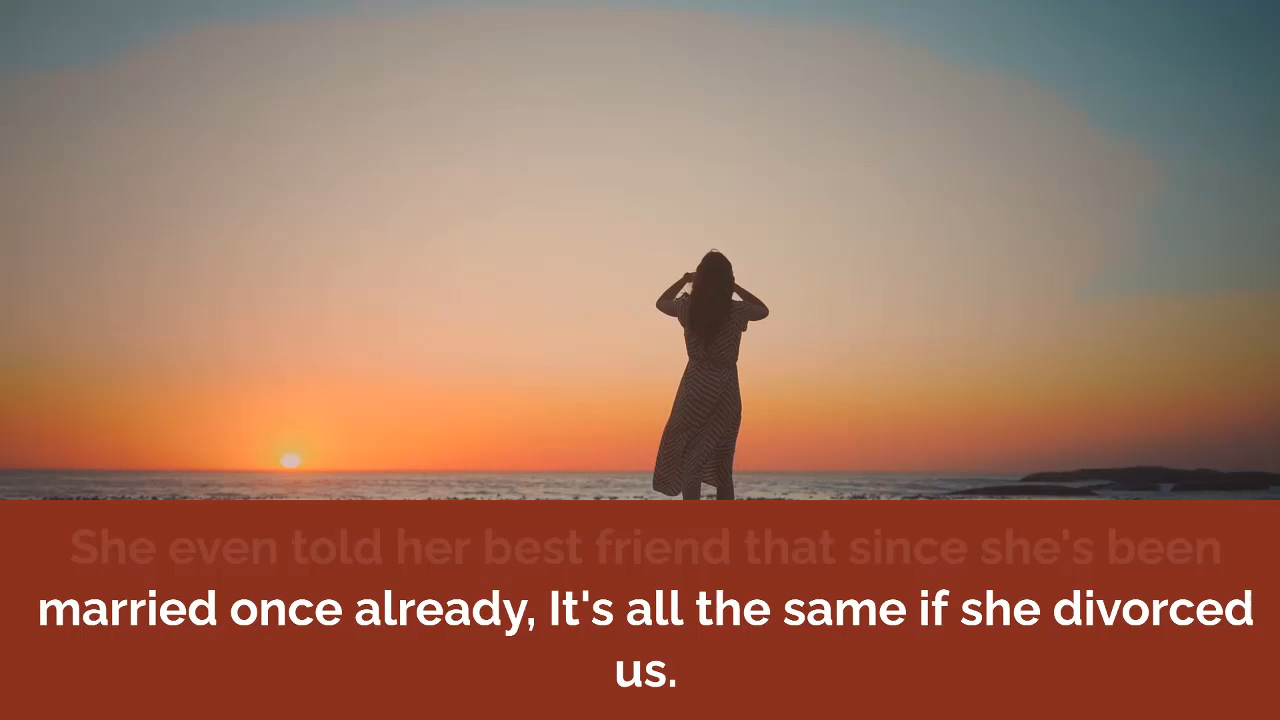 She even told her best friend that since she's been
married once already, It's all the same if she divorced
us.